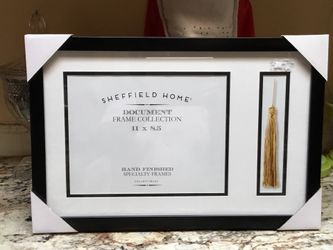 SHEFFIELD HOME®
DOCUMENT
FRAME COLLECTION
11 x 8.5
HAND FINISHED
SPECIALTY FRAMES